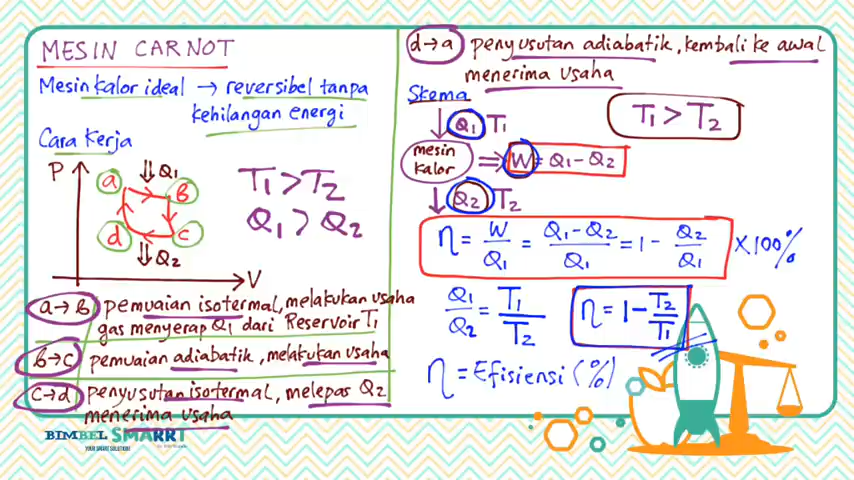 MESIN CARNOT
Mesin kalor ideal → reversibel tanpa
kehilangan energi
Cara Kerja
P
a
Q1
b
d
c
Q2
V
T1 > T2
Q1 > Q2
a→b pemuaian isotermal, melakukan usaha
gas menyerap Q1 dari Reservoir T1
b→c pemuaian adiabatik, melakukan usaha
c→d penyusutan isotermal, melepas Q2
menerima usaha
d→a penyusutan adiabatik, kembali ke awal
menerima usaha
Skema
Q1 T1
mesin
kalor
⇒ W = Q1 - Q2
Q2 T2
T1 > T2
η = W/Q1 = Q1-Q2/Q1 = 1 - Q2/Q1 × 100%
Q1/Q2 = T1/T2
η = 1 - T2/T1
η = Efisiensi (%)
BIMBEL SMARRT
YOUR SMART SOLUTION!